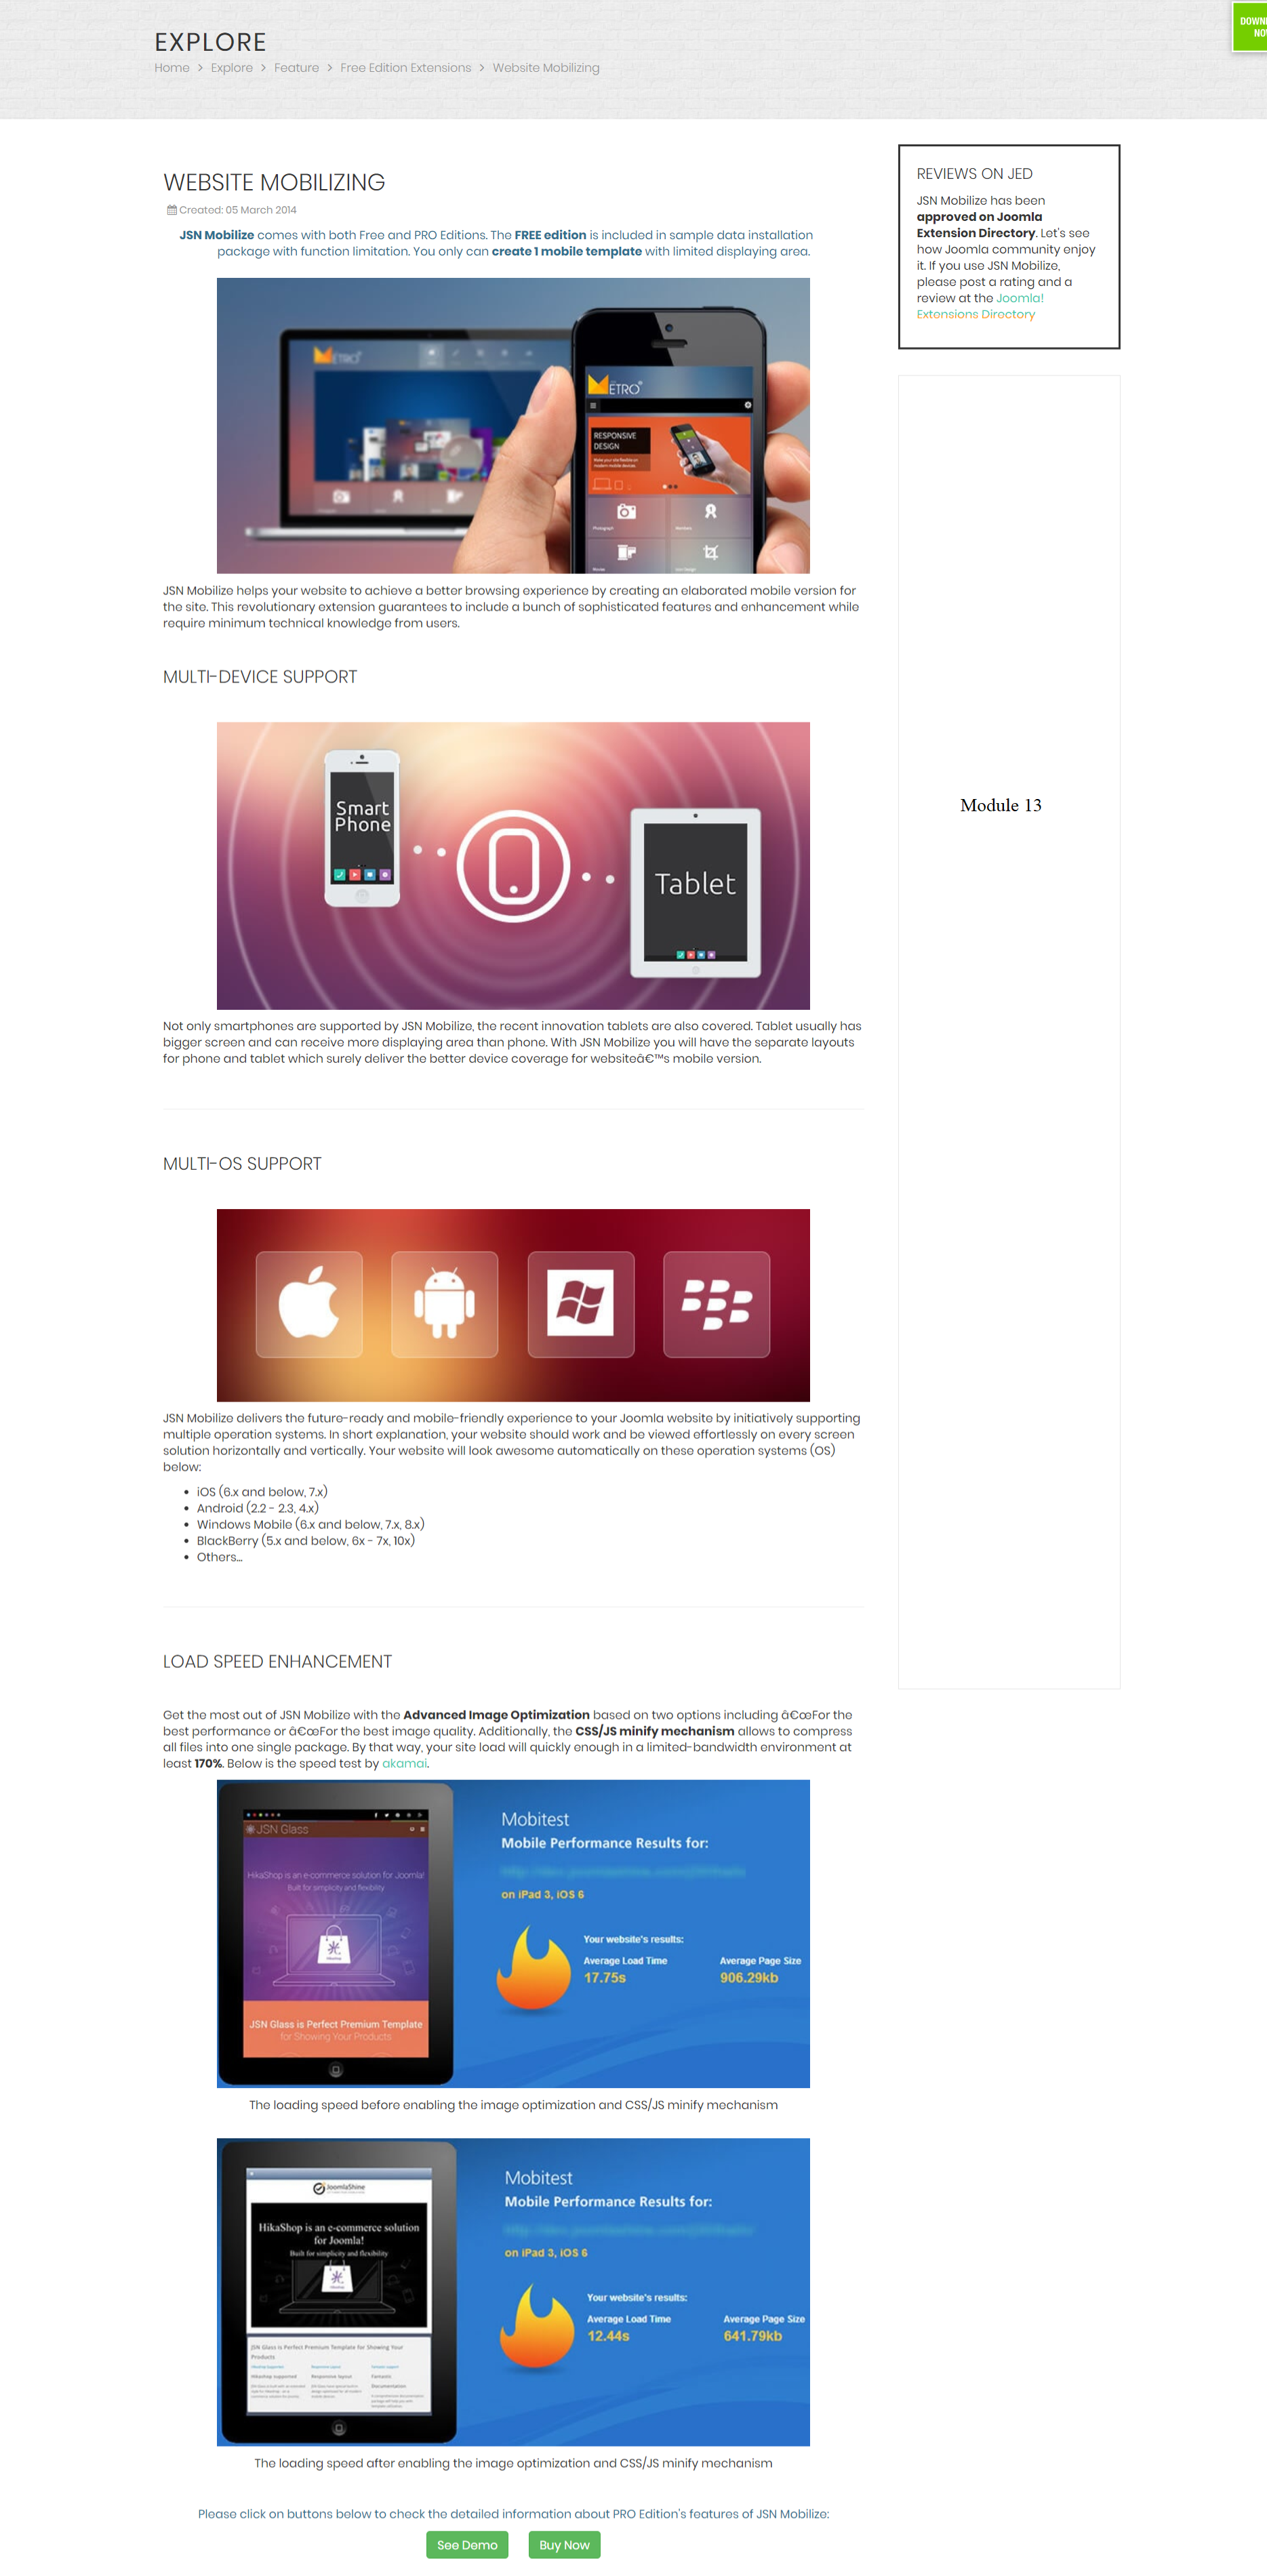 EXPLORE
Home > Explore > Feature > Free Edition Extensions > Website Mobilizing
WEBSITE MOBILIZING
Created: 05 March 2014
JSN Mobilize comes with both Free and PRO Editions. The FREE edition is included in sample data installation
package with function limitation. You only can create 1 mobile template with limited displaying area.
METRO
ETRO
RESPONSIVE
DESIGN
JSN Mobilize helps your website to achieve a better browsing experience by creating an elaborated mobile version for
the site. This revolutionary extension guarantees to include a bunch of sophisticated features and enhancement while
require minimum technical knowledge from users.
MULTI-DEVICE SUPPORT
Smart
Phone
Tablet
Not only smartphones are supported by JSN Mobilize, the recent innovation tablets are also covered. Tablet usually has
bigger screen and can receive more displaying area than phone. With JSN Mobilize you will have the separate layouts
for phone and tablet which surely deliver the better device coverage for websiteâ€™s mobile version.
MULTI-OS SUPPORT
JSN Mobilize delivers the future-ready and mobile-friendly experience to your Joomla website by initiatively supporting
multiple operation systems. In short explanation, your website should work and be viewed effortlessly on every screen
solution horizontally and vertically. Your website will look awesome automatically on these operation systems (OS)
below:
• iOS (6.x and below, 7.x)
• Android (2.2 - 2.3, 4.x)
• Windows Mobile (6.x and below, 7.x, 8.x)
• BlackBerry (5.x and below, 6x - 7x, 10x)
• Others...
LOAD SPEED ENHANCEMENT
Get the most out of JSN Mobilize with the Advanced Image Optimization based on two options including â€œFor the
best performance or â€œFor the best image quality. Additionally, the CSS/JS minify mechanism allows to compress
all files into one single package. By that way, your site load will quickly enough in a limited-bandwidth environment at
least 170%. Below is the speed test by akamai.
JSN Glass
HikaShop is an e-commerce solution for Joomla!
Built for simplicity and flexibility
JSN Glass is Perfect Premium Template
for Showing Your Products
Mobitest
Mobile Performance Results for:
on iPad 3, iOS 6
Your website's results:
Average Load Time Average Page Size
17.75s 906.29kb
The loading speed before enabling the image optimization and CSS/JS minify mechanism
JoomlaShine
HikaShop is an e-commerce solution
for Joomla!
Built for simplicity and flexibility
JSN Glass is Perfect Premium Template for Showing Your
Products
Hikashop supported Responsive layout Fantastic
Documentation
Mobitest
Mobile Performance Results for:
on iPad 3, iOS 6
Your website's results:
Average Load Time Average Page Size
12.44s 641.79kb
The loading speed after enabling the image optimization and CSS/JS minify mechanism
Please click on buttons below to check the detailed information about PRO Edition's features of JSN Mobilize:
See Demo Buy Now
REVIEWS ON JED
JSN Mobilize has been
approved on Joomla
Extension Directory. Let's see
how Joomla community enjoy
it. If you use JSN Mobilize,
please post a rating and a
review at the Joomla!
Extensions Directory
Module 13